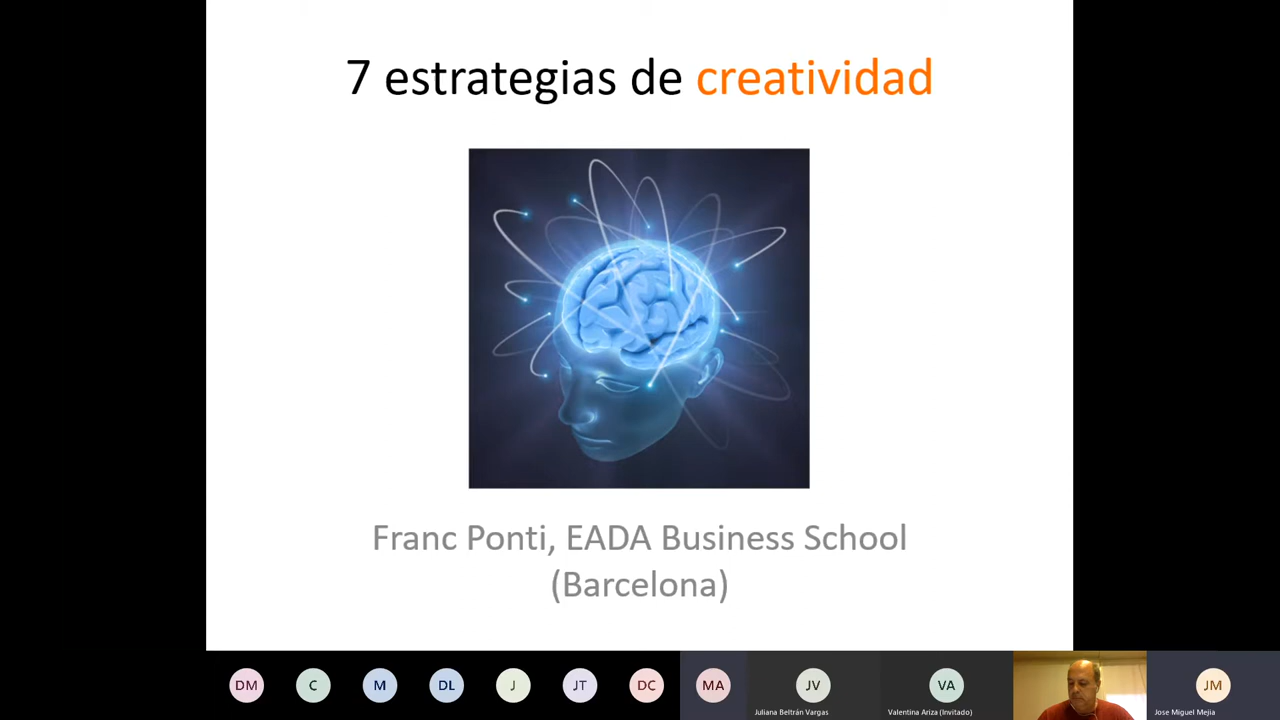 7 estrategias de creatividad
Franc Ponti, EADA Business School
(Barcelona)
DM
C
M
DL
J
JT
DC
MA
JV
VA
JM
Juliana Beltrán Vargas
Valentina Ariza (Invitado)
Jose Miguel Mejia